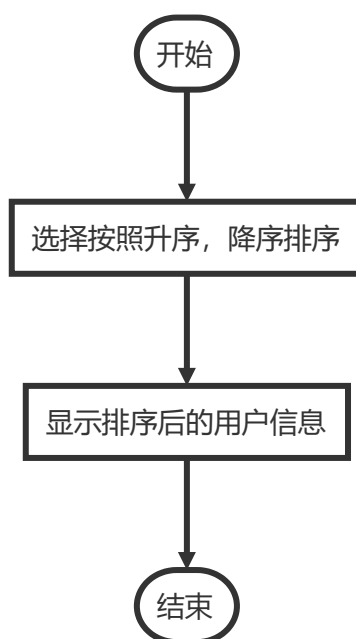 开始
选择按照升序，降序排序
显示排序后的用户信息
结束